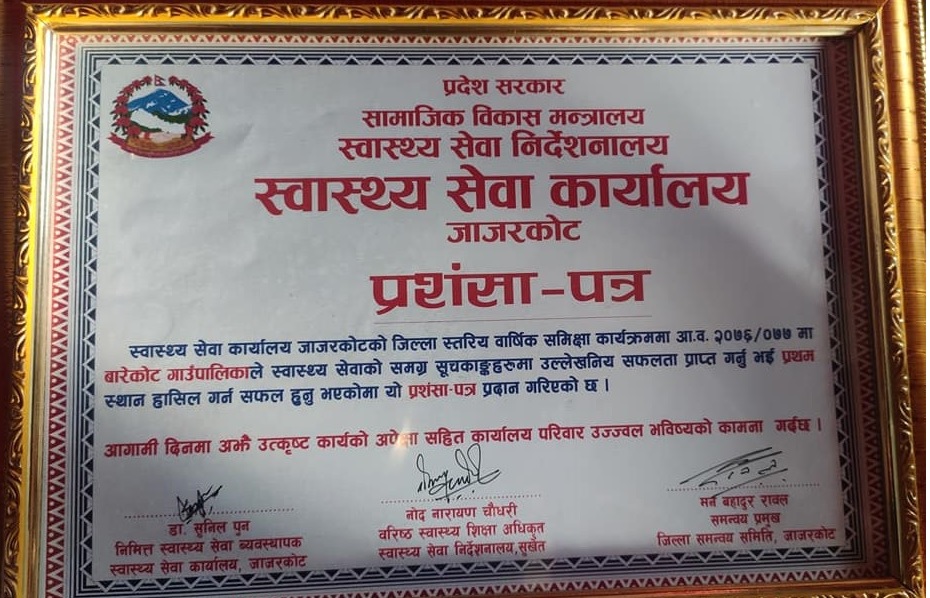 प्रदेश सरकार
सामाजिक विकास मन्त्रालय
स्वास्थ्य सेवा निर्देशनालय
स्वास्थ्य सेवा कार्यालय
जाजरकोट
प्रशंसा-पत्र
स्वास्थ्य सेवा कार्यालय जाजरकोटको जिल्ला स्तरिय वार्षिक समिक्षा कार्यक्रममा आ.व. २०७६/०७७ मा
बारेकोट गाउँपालिकाले स्वास्थ्य सेवाको समग्र सूचकाङ्कहरुमा उल्लेखनिय सफलता प्राप्त गर्नु भई प्रथम
स्थान हासिल गर्न सफल हुनु भएकोमा यो प्रशंसा-पत्र प्रदान गरिएको छ ।
आगामी दिनमा अझै उत्कृष्ट कार्यको अपेक्षा सहित कार्यालय परिवार उज्ज्वल भविष्यको कामना गर्दछ ।
डा. सुनिल पुन
निमित्त स्वास्थ्य सेवा ब्यवस्थापक
स्वास्थ्य सेवा कार्यालय, जाजरकोट
नोद नारायण चौधरी
वरिष्ठ स्वास्थ्य शिक्षा अधिकृत
स्वास्थ्य सेवा निर्देशनालय,सुर्खेत
मन बहादुर रावल
समन्वय प्रमुख
जिल्ला समन्वय समिति, जाजरकोट